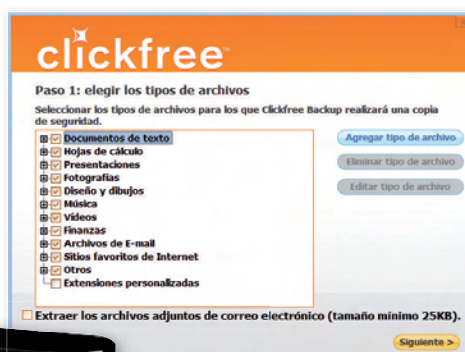 clickfree™
Paso 1: elegir los tipos de archivos
Seleccionar los tipos de archivos para los que Clickfree Backup realizará una copia
de seguridad.
Documentos de texto
Hojas de cálculo
Presentaciones
Fotografías
Diseño y dibujos
Música
Vídeos
Finanzas
Archivos de E-mail
Sitios favoritos de Internet
Otros
Extensiones personalizadas
Agregar tipo de archivo
Eliminar tipo de archivo
Editar tipo de archivo
Extraer los archivos adjuntos de correo electrónico (tamaño mínimo 25KB).
Siguiente >